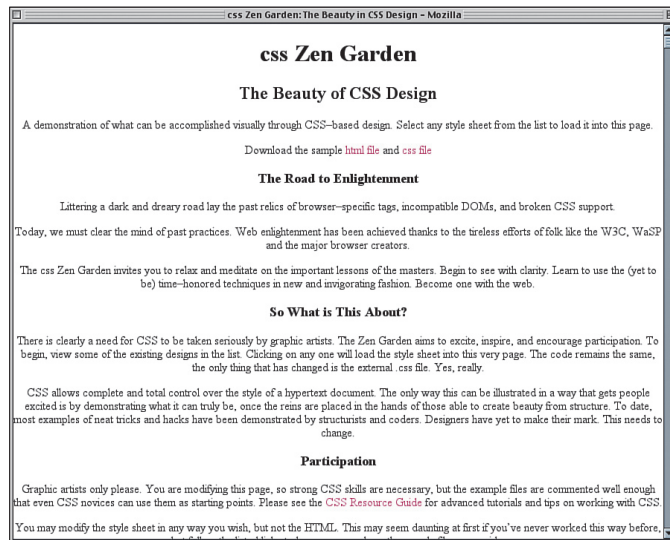 css Zen Garden: The Beauty in CSS Design – Mozilla
css Zen Garden
The Beauty of CSS Design
A demonstration of what can be accomplished visually through CSS–based design. Select any style sheet from the list to load it into this page.
Download the sample html file and css file
The Road to Enlightenment
Littering a dark and dreary road lay the past relics of browser–specific tags, incompatible DOMs, and broken CSS support.
Today, we must clear the mind of past practices. Web enlightenment has been achieved thanks to the tireless efforts of folk like the W3C, WaSP
and the major browser creators.
The css Zen Garden invites you to relax and meditate on the important lessons of the masters. Begin to see with clarity. Learn to use the (yet to
be) time–honored techniques in new and invigorating fashion. Become one with the web.
So What is This About?
There is clearly a need for CSS to be taken seriously by graphic artists. The Zen Garden aims to excite, inspire, and encourage participation. To
begin, view some of the existing designs in the list. Clicking on any one will load the style sheet into this very page. The code remains the same,
the only thing that has changed is the external .css file. Yes, really.
CSS allows complete and total control over the style of a hypertext document. The only way this can be illustrated in a way that gets people
excited is by demonstrating what it can truly be, once the reins are placed in the hands of those able to create beauty from structure. To date,
most examples of neat tricks and hacks have been demonstrated by structurists and coders. Designers have yet to make their mark. This needs to
change.
Participation
Graphic artists only please. You are modifying this page, so strong CSS skills are necessary, but the example files are commented well enough
that even CSS novices can use them as starting points. Please see the CSS Resource Guide for advanced tutorials and tips on working with CSS.
You may modify the style sheet in any way you wish, but not the HTML. This may seem daunting at first if you've never worked this way before,